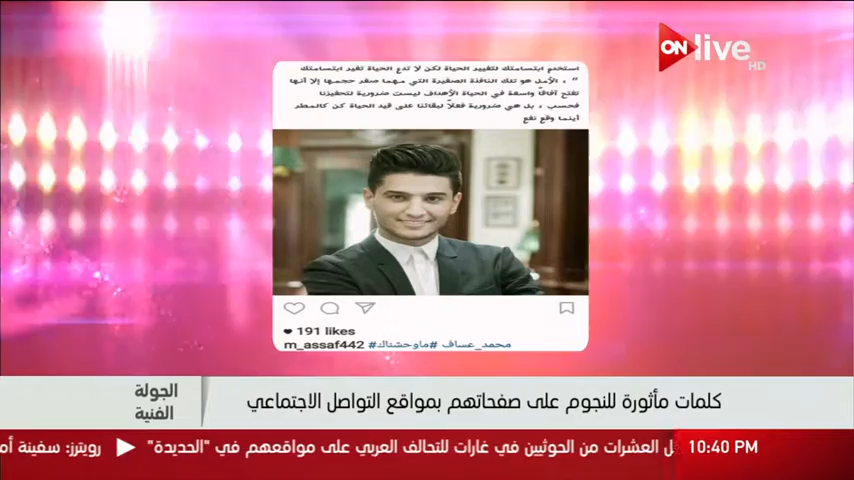 ON live
HD
استخدم ابتسامتك لتغيير الحياة لكن لا تدع الحياة تغير ابتسامتك
" ، الأمل هو تلك النافذة الصغيرة التي مهما صغر حجمها إلا أنها
تفتح آفاقاً واسعة في الحياة الأهداف ليست ضرورية لتحفيزنا
فحسب ، بل هي ضرورية فعلاً لبقائنا على قيد الحياة كن كالمطر
أينما وقع نفع
191 likes
m_assaf442 #محمد_عساف #ماوحشناك
كلمات مأثورة للنجوم على صفحاتهم بمواقع التواصل الاجتماعي
الجولة
الفنية
10:40 PM
ل العشرات من الحوثيين في غارات للتحالف العربي على مواقعهم في "الحديدة" رويترز: سفينة أم